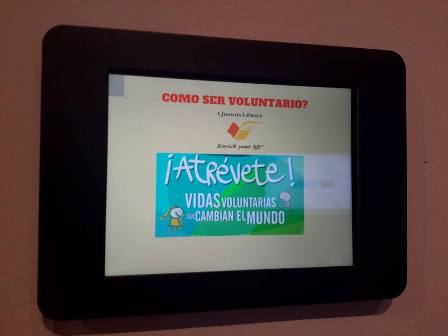 COMO SER VOLUNTARIO?
Queens Library
Enrich your life®
¡ATRÉVETE!
VIDAS VOLUNTARIAS
QUE CAMBIAN EL MUNDO